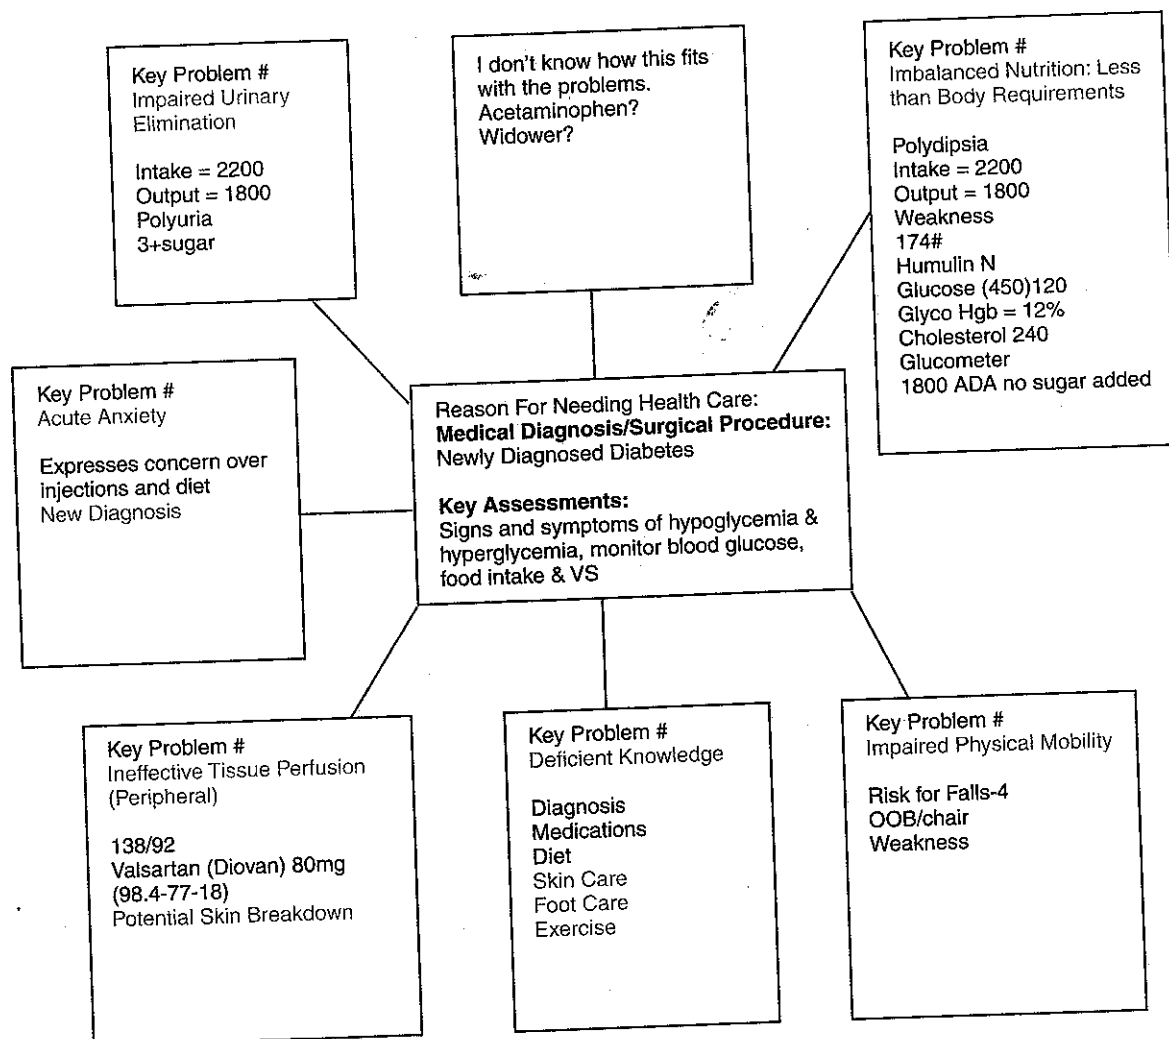 Key Problem #
Impaired Urinary
Elimination
Intake = 2200
Output = 1800
Polyuria
3+sugar
I don't know how this fits
with the problems.
Acetaminophen?
Widower?
Key Problem #
Imbalanced Nutrition: Less
than Body Requirements
Polydipsia
Intake = 2200
Output = 1800
Weakness
174#
Humulin N
Glucose (450)120
Glyco Hgb = 12%
Cholesterol 240
Glucometer
1800 ADA no sugar added
Key Problem #
Acute Anxiety
Expresses concern over
injections and diet
New Diagnosis
Reason For Needing Health Care:
Medical Diagnosis/Surgical Procedure:
Newly Diagnosed Diabetes
Key Assessments:
Signs and symptoms of hypoglycemia &
hyperglycemia, monitor blood glucose,
food intake & VS
Key Problem #
Ineffective Tissue Perfusion
(Peripheral)
138/92
Valsartan (Diovan) 80mg
(98.4-77-18)
Potential Skin Breakdown
Key Problem #
Deficient Knowledge
Diagnosis
Medications
Diet
Skin Care
Foot Care
Exercise
Key Problem #
Impaired Physical Mobility
Risk for Falls-4
OOB/chair
Weakness